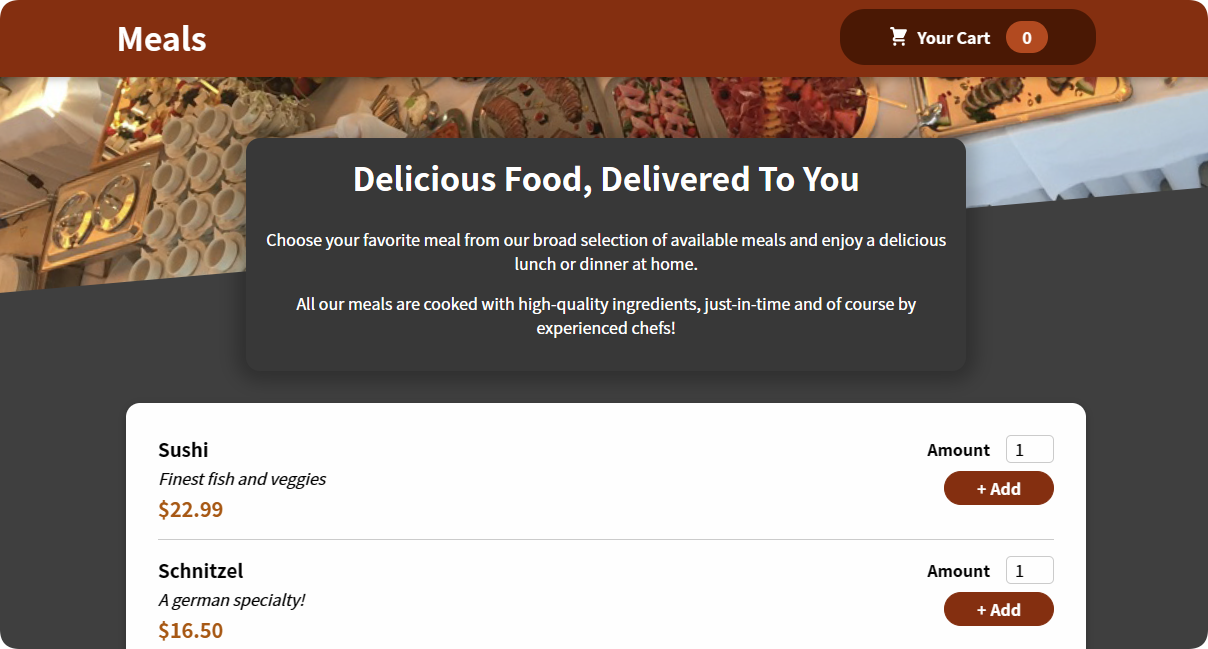 Meals
Your Cart 0
Delicious Food, Delivered To You
Choose your favorite meal from our broad selection of available meals and enjoy a delicious
lunch or dinner at home.
All our meals are cooked with high-quality ingredients, just-in-time and of course by
experienced chefs!
Sushi
Finest fish and veggies
$22.99
Amount 1
+ Add
Schnitzel
A german specialty!
$16.50
Amount 1
+ Add